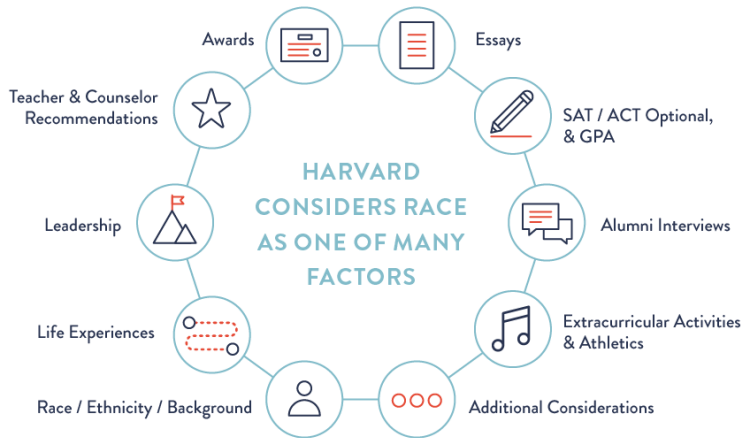 Awards
Essays
Teacher & Counselor
Recommendations
SAT / ACT Optional,
& GPA
HARVARD
CONSIDERS RACE
AS ONE OF MANY
FACTORS
Leadership
Alumni Interviews
Life Experiences
Extracurricular Activities
& Athletics
Race / Ethnicity / Background
Additional Considerations